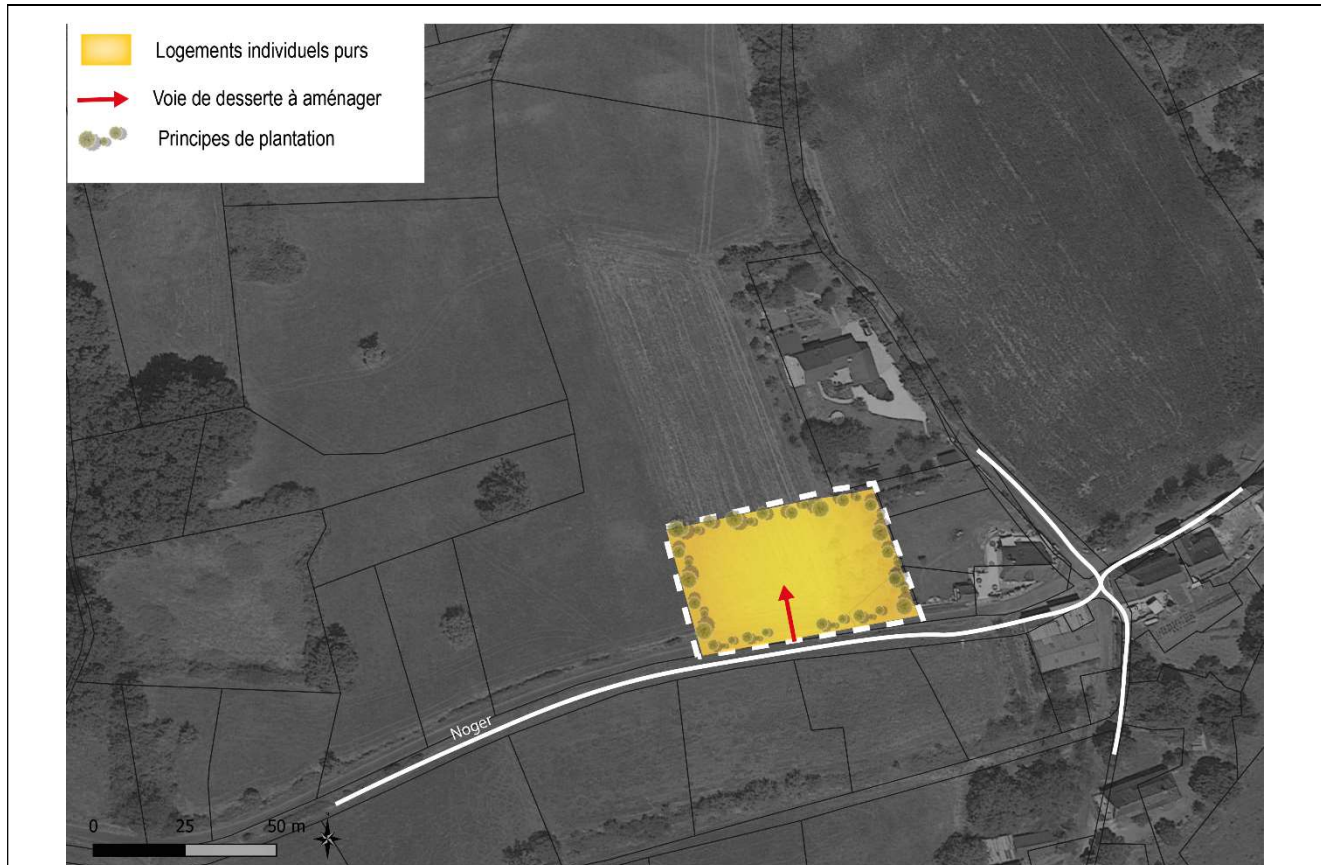 Logements individuels purs
Voie de desserte à aménager
Principes de plantation
Noger
0 25 50 m